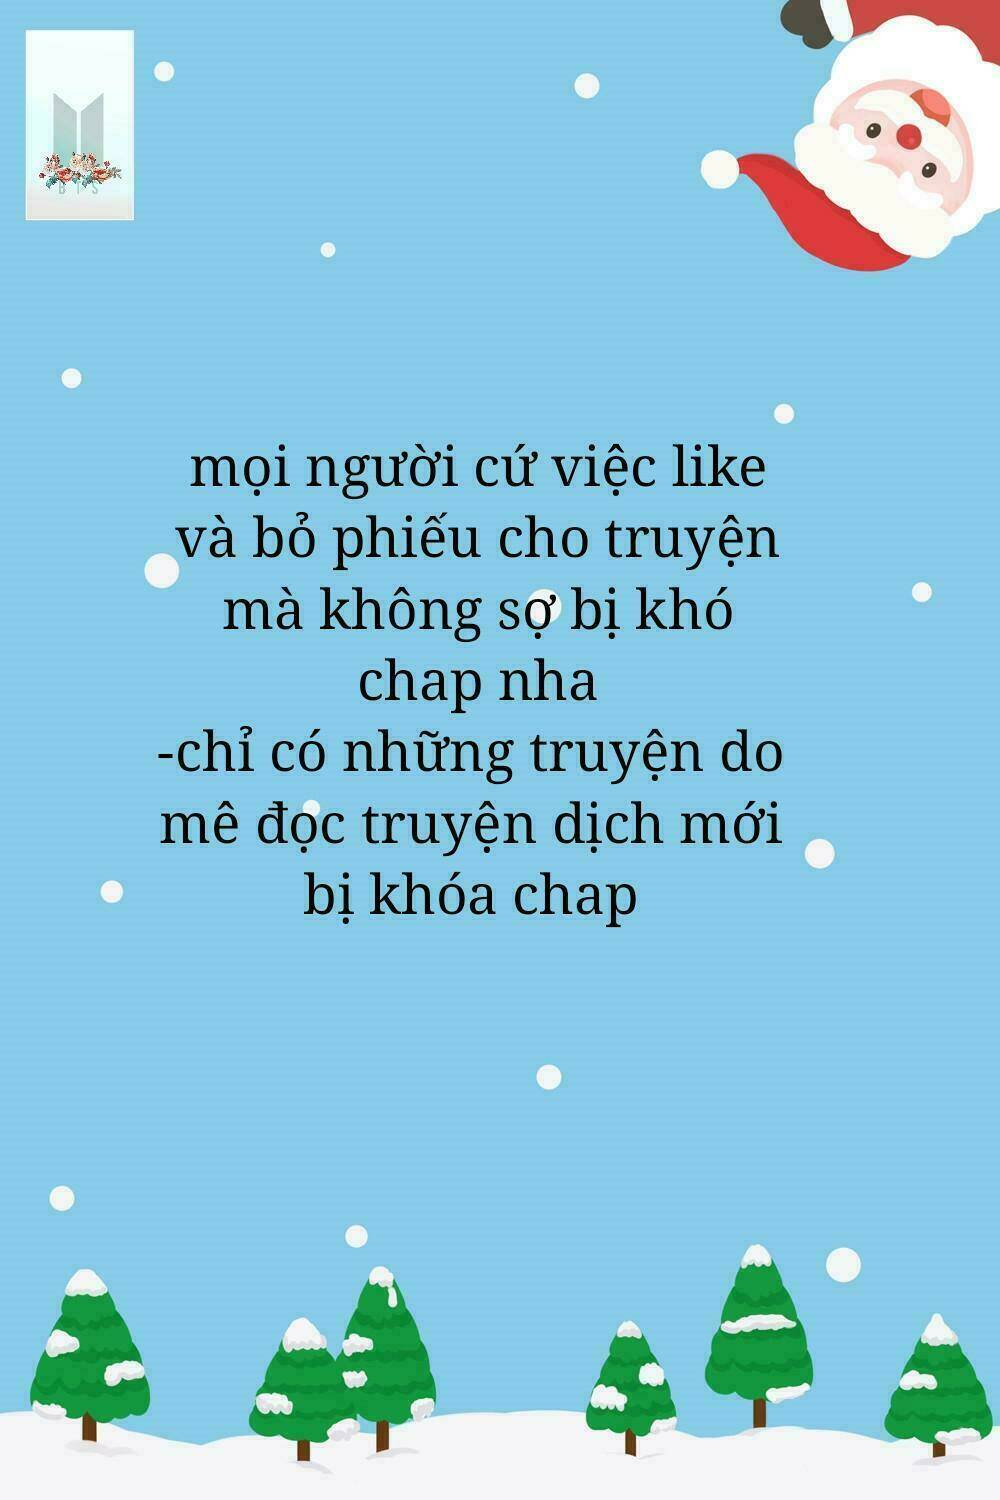 BTS
mọi người cứ việc like
và bỏ phiếu cho truyện
mà không sợ bị khó
chap nha
-chỉ có những truyện do
mê đọc truyện dịch mới
bị khóa chap